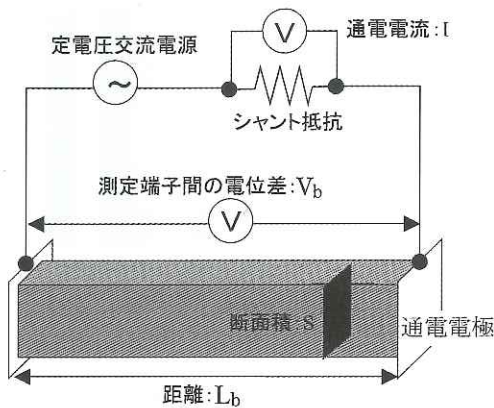 定電圧交流電源
通電電流:I
V
~
シャント抵抗
測定端子間の電位差:Vb
V
断面積:S
通電電極
距離:Lb